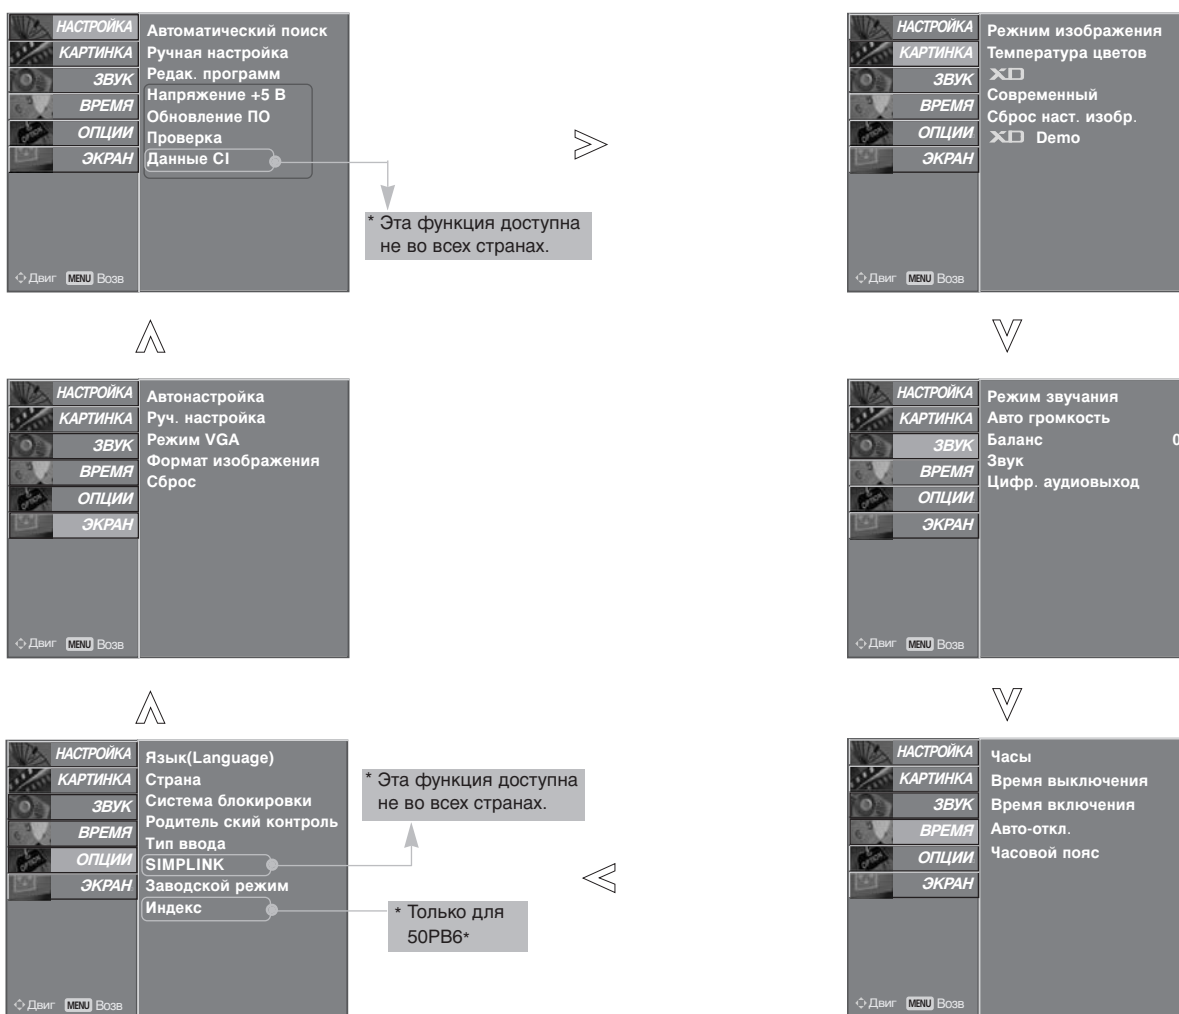 НАСТРОЙКА
КАРТИНКА
ЗВУК
ВРЕМЯ
ОПЦИИ
ЭКРАН
Автоматический поиск
Ручная настройка
Редак. программ
Напряжение +5 В
Обновление ПО
Проверка
Данные CI
Двиг MENU Возв
* Эта функция доступна
не во всех странах.
НАСТРОЙКА
КАРТИНКА
ЗВУК
ВРЕМЯ
ОПЦИИ
ЭКРАН
Режним изображения
Температура цветов
XD
Современный
Сброс наст. изобр.
XD Demo
Двиг MENU Возв
НАСТРОЙКА
КАРТИНКА
ЗВУК
ВРЕМЯ
ОПЦИИ
ЭКРАН
Автонастройка
Руч. настройка
Режим VGA
Формат изображения
Сброс
Двиг MENU Возв
НАСТРОЙКА
КАРТИНКА
ЗВУК
ВРЕМЯ
ОПЦИИ
ЭКРАН
Режим звучания
Авто громкость
Баланс 0
Звук
Цифр. аудиовыход
Двиг MENU Возв
НАСТРОЙКА
КАРТИНКА
ЗВУК
ВРЕМЯ
ОПЦИИ
ЭКРАН
Язык(Language)
Страна
Система блокировки
Родитель ский контроль
Тип ввода
SIMPLINK
Заводской режим
Индекс
Двиг MENU Возв
* Эта функция доступна
не во всех странах.
* Только для
50PB6*
НАСТРОЙКА
КАРТИНКА
ЗВУК
ВРЕМЯ
ОПЦИИ
ЭКРАН
Часы
Время выключения
Время включения
Авто-откл.
Часовой пояс
Двиг MENU Возв